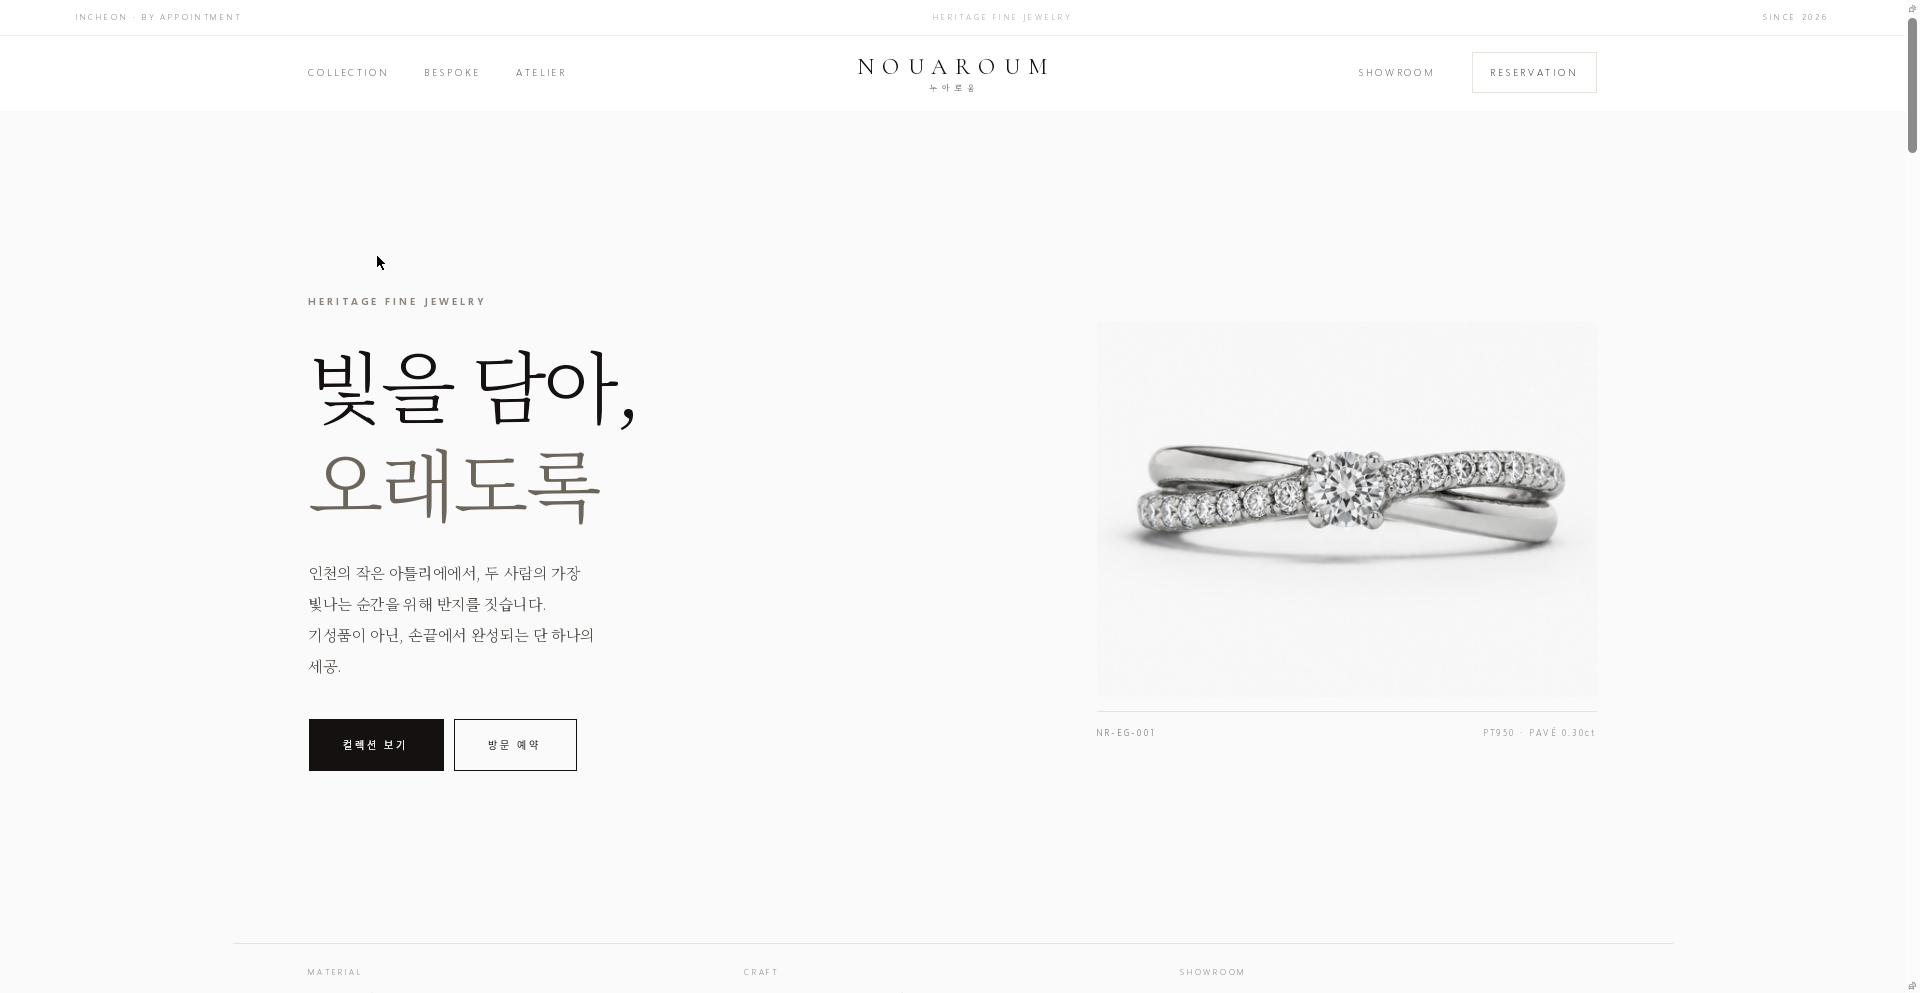 INCHEON · BY APPOINTMENT
HERITAGE FINE JEWELRY
SINCE 2026
COLLECTION
BESPOKE
ATELIER
NOUAROUM
누아로움
SHOWROOM
RESERVATION
HERITAGE FINE JEWELRY
빛을 담아,
오래도록
인천의 작은 아틀리에에서, 두 사람의 가장
빛나는 순간을 위해 반지를 짓습니다.
기성품이 아닌, 손끝에서 완성되는 단 하나의
세공.
컬렉션 보기
방문 예약
NR-EG-001
PT950 · PAVÉ 0.30ct
MATERIAL
CRAFT
SHOWROOM